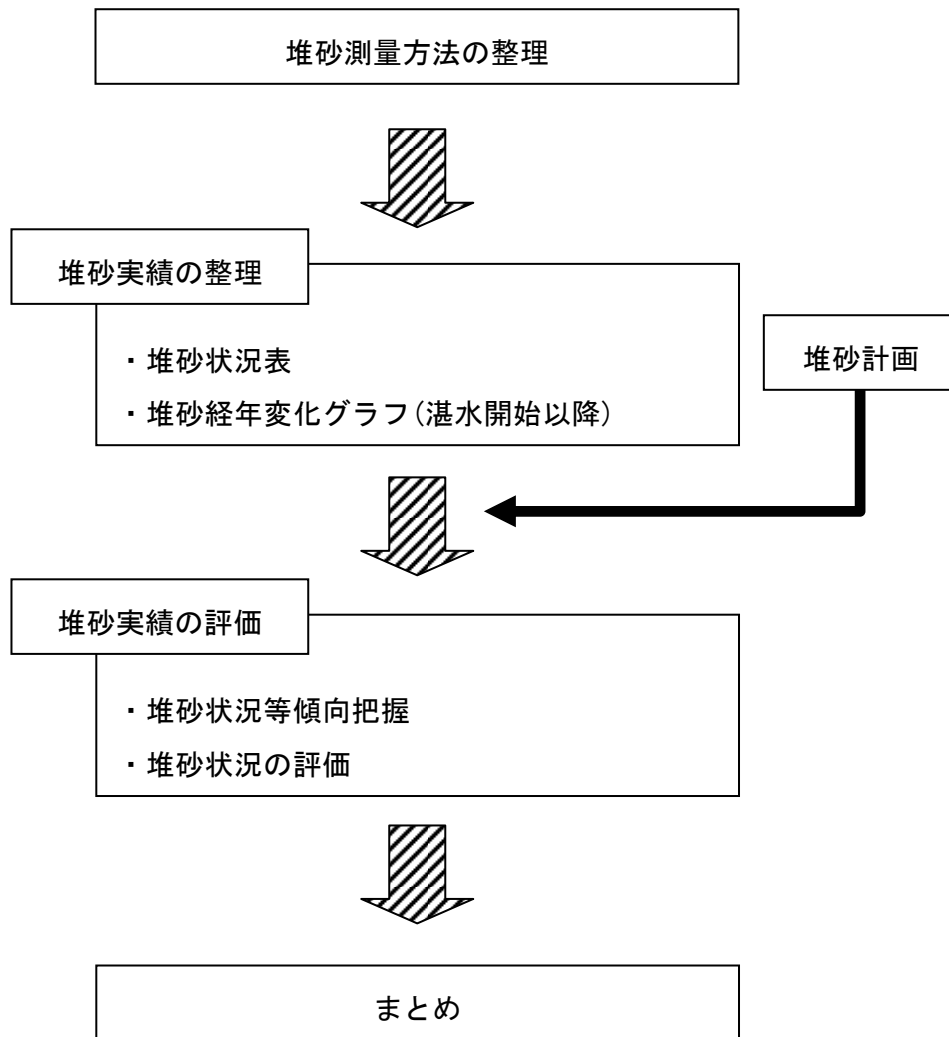 堆砂測量方法の整理
堆砂実績の整理
・堆砂状況表
・堆砂経年変化グラフ(湛水開始以降)
堆砂計画
堆砂実績の評価
・堆砂状況等傾向把握
・堆砂状況の評価
まとめ